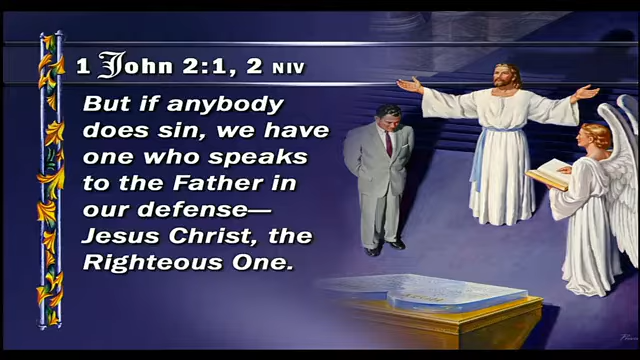 1 John 2:1, 2 NIV
But if anybody
does sin, we have
one who speaks
to the Father in
our defense—
Jesus Christ, the
Righteous One.